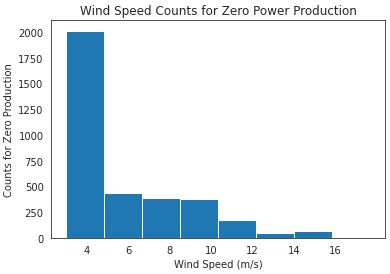 Wind Speed Counts for Zero Power Production
2000
1750
1500
1250
1000
750
500
250
0
Counts for Zero Production
4 6 8 10 12 14 16
Wind Speed (m/s)